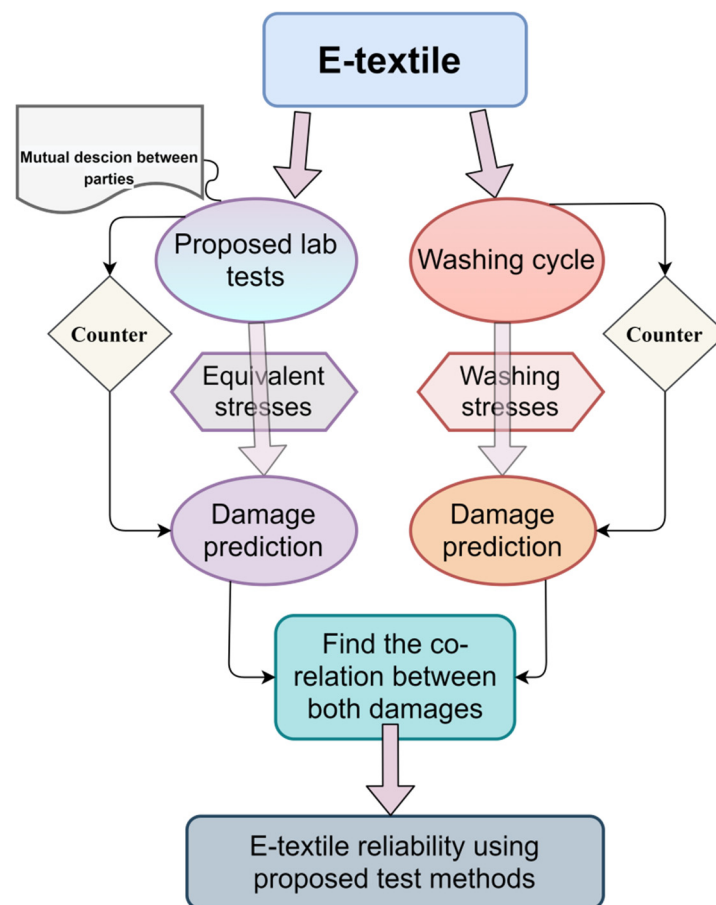 E-textile
Mutual descion between
parties
Proposed lab
tests
Washing cycle
Counter
Counter
Equivalent
stresses
Washing
stresses
Damage
prediction
Damage
prediction
Find the co-
relation between
both damages
E-textile reliability using
proposed test methods